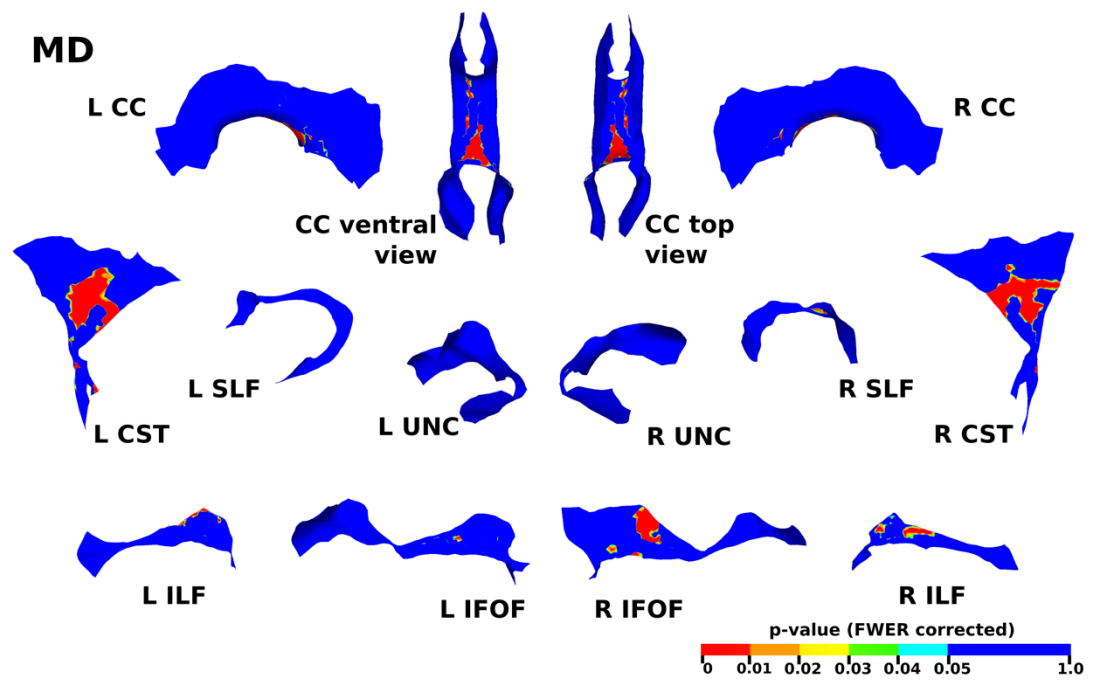 MD
L CC
R CC
CC ventral
view
CC top
view
L SLF
R SLF
L UNC
R UNC
L CST
R CST
L ILF
L IFOF
R IFOF
R ILF
p-value (FWER corrected)
0 0.01 0.02 0.03 0.04 0.05 1.0